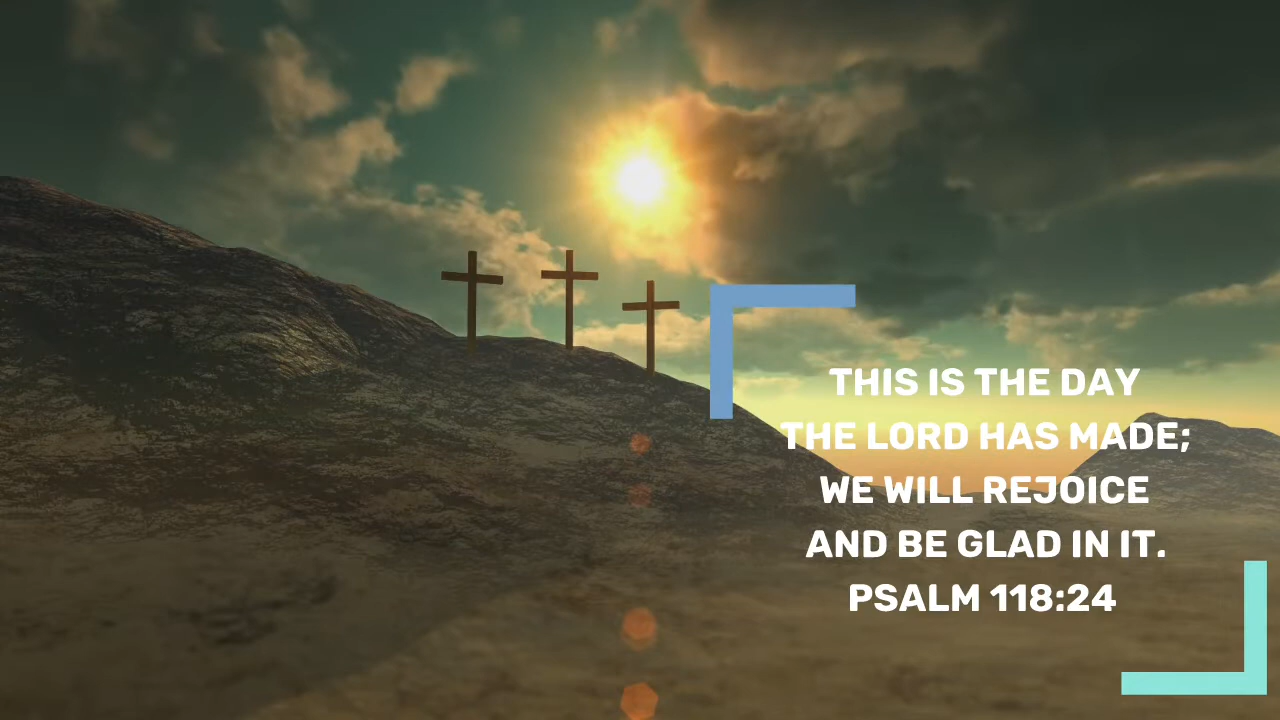 THIS IS THE DAY
THE LORD HAS MADE;
WE WILL REJOICE
AND BE GLAD IN IT.
PSALM 118:24